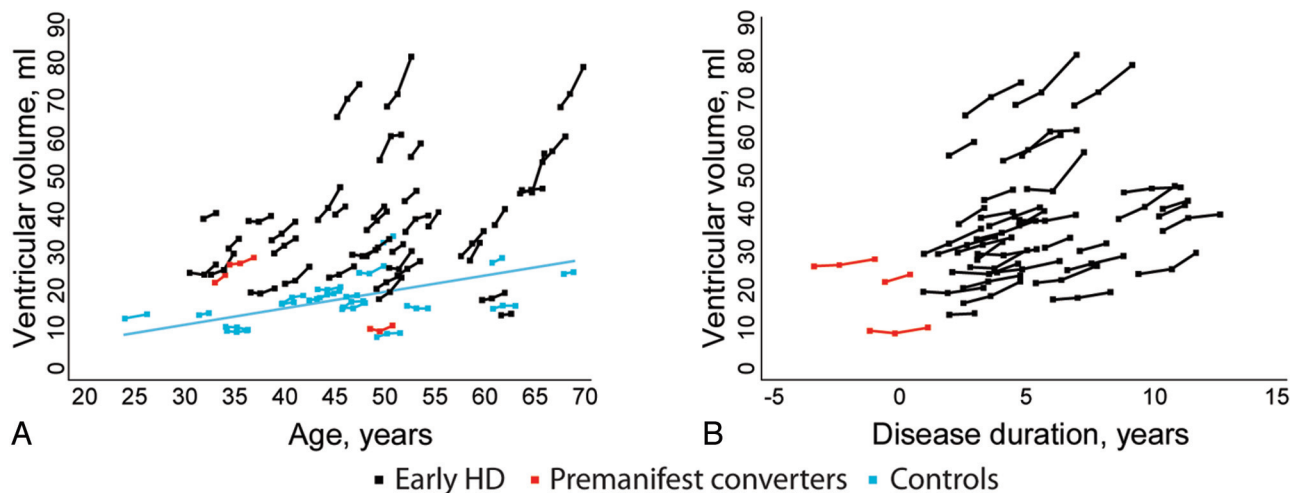 Ventricular volume, ml
90
80
70
60
50
40
30
20
10
0
20 25 30 35 40 45 50 55 60 65 70
A
Age, years
Ventricular volume, ml
90
80
70
60
50
40
30
20
10
0
-5 0 5 10 15
B
Disease duration, years
Early HD Premanifest converters Controls